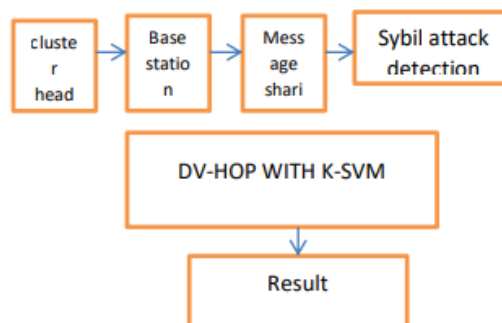 cluste
r
head
Base
statio
n
Mess
age
shari
Sybil attack
detection
DV-HOP WITH K-SVM
Result